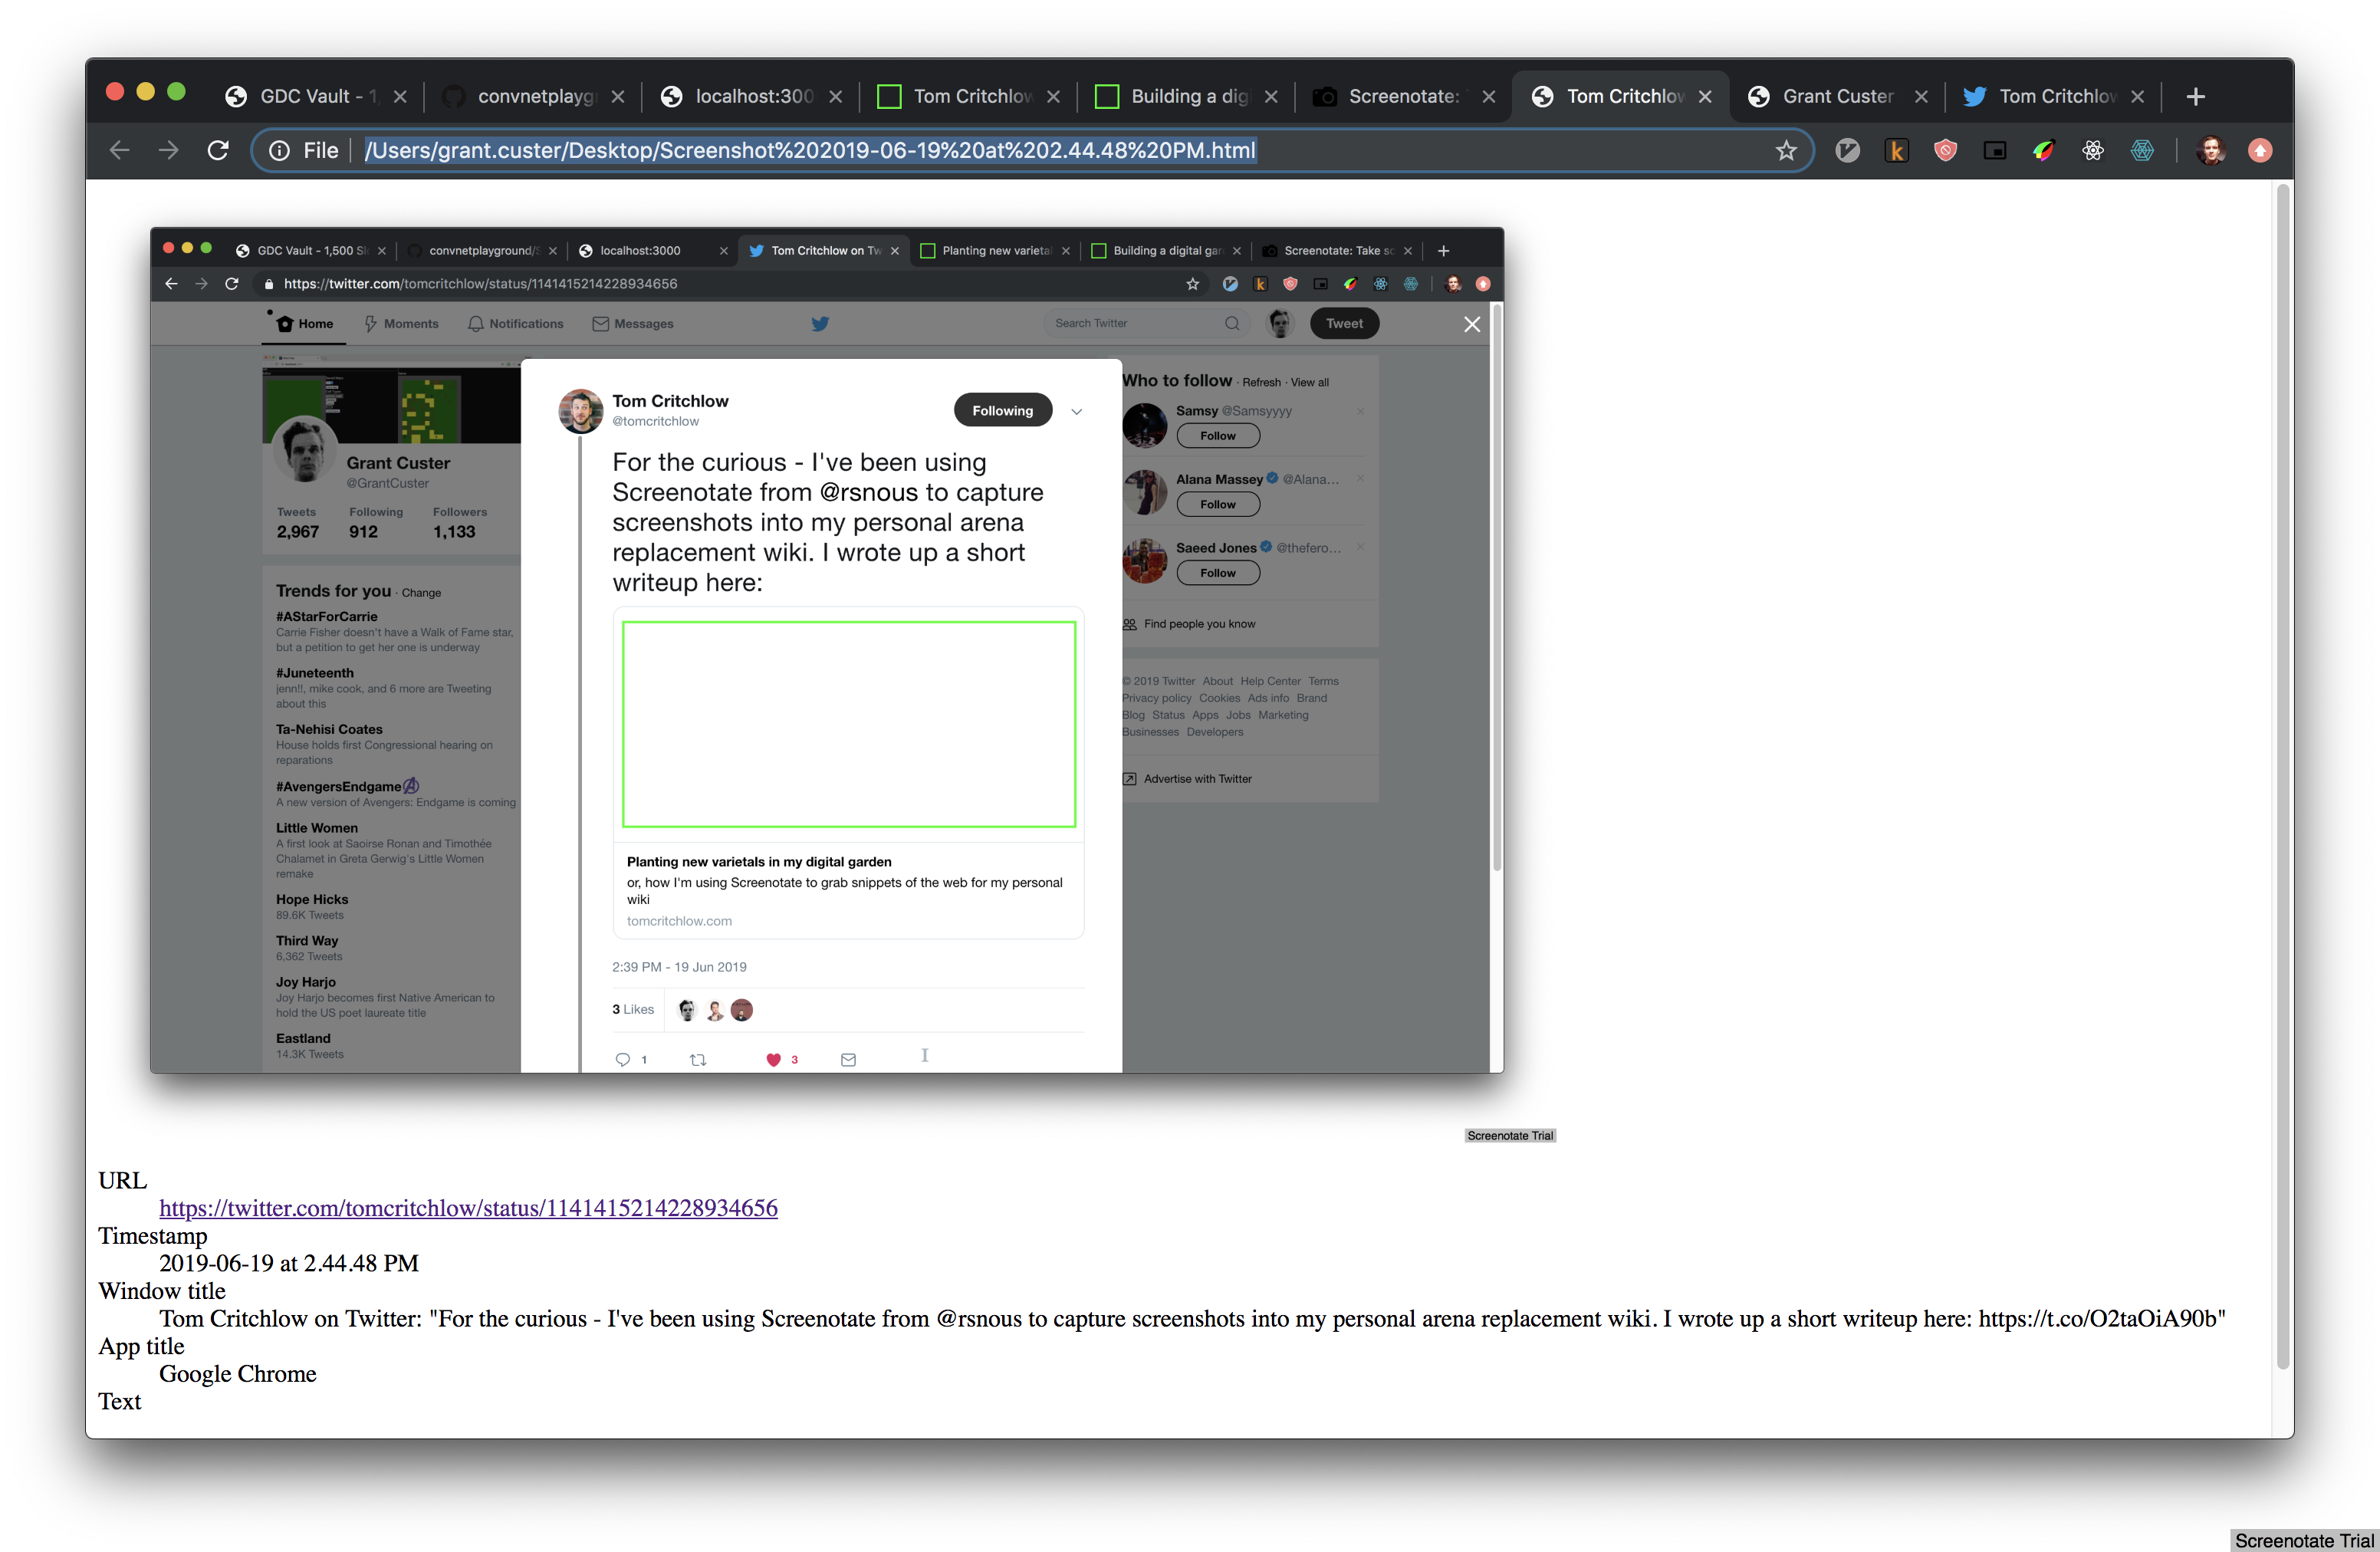 GDC Vault - 1,
convnetplaygr
localhost:300
Tom Critchlow
Building a dig
Screenotate:
Tom Critchlow
Grant Custer
Tom Critchlow
File /Users/grant.custer/Desktop/Screenshot%202019-06-19%20at%202.44.48%20PM.html
GDC Vault - 1,500 Sli
convnetplayground/S
localhost:3000
Tom Critchlow on Tw
Planting new varietal
Building a digital gar
Screenotate: Take sc
https://twitter.com/tomcritchlow/status/1141415214228934656
Home Moments Notifications Messages
Search Twitter
Tweet
Grant Custer
@GrantCuster
Tweets Following Followers
2,967 912 1,133
Trends for you · Change
#AStarForCarrie
Carrie Fisher doesn't have a Walk of Fame star,
but a petition to get her one is underway
#Juneteenth
jenn!!, mike cook, and 6 more are Tweeting
about this
Ta-Nehisi Coates
House holds first Congressional hearing on
reparations
#AvengersEndgame
A new version of Avengers: Endgame is coming
Little Women
A first look at Saoirse Ronan and Timothée
Chalamet in Greta Gerwig's Little Women
remake
Hope Hicks
89.6K Tweets
Third Way
6,362 Tweets
Joy Harjo
Joy Harjo becomes first Native American to
hold the US poet laureate title
Eastland
14.3K Tweets
Tom Critchlow
@tomcritchlow
Following
For the curious - I've been using
Screenotate from @rsnous to capture
screenshots into my personal arena
replacement wiki. I wrote up a short
writeup here:
Planting new varietals in my digital garden
or, how I'm using Screenotate to grab snippets of the web for my personal
wiki
tomcritchlow.com
2:39 PM - 19 Jun 2019
3 Likes
1 3
Who to follow · Refresh · View all
Samsy @Samsyyyy
Follow
Alana Massey @Alana...
Follow
Saeed Jones @thefero...
Follow
Find people you know
© 2019 Twitter About Help Center Terms
Privacy policy Cookies Ads info Brand
Blog Status Apps Jobs Marketing
Businesses Developers
Advertise with Twitter
Screenotate Trial
URL
https://twitter.com/tomcritchlow/status/1141415214228934656
Timestamp
2019-06-19 at 2.44.48 PM
Window title
Tom Critchlow on Twitter: "For the curious - I've been using Screenotate from @rsnous to capture screenshots into my personal arena replacement wiki. I wrote up a short writeup here: https://t.co/O2taOiA90b"
App title
Google Chrome
Text
Screenotate Trial